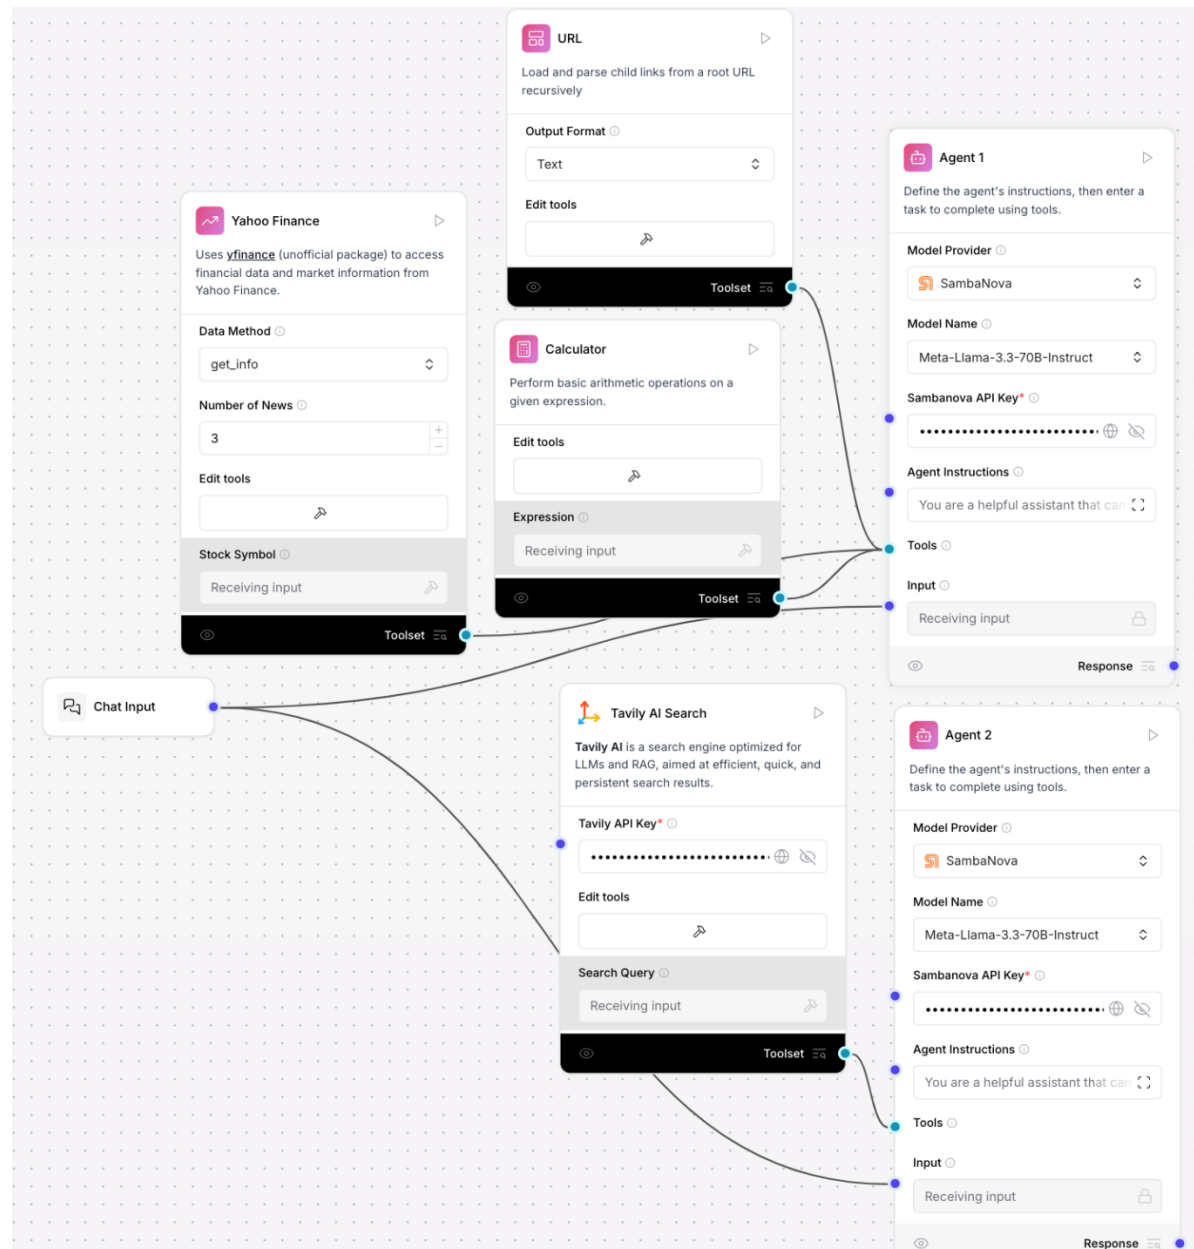 URL
Load and parse child links from a root URL
recursively
Output Format
Text
Edit tools
Toolset
Yahoo Finance
Uses yfinance (unofficial package) to access
financial data and market information from
Yahoo Finance.
Data Method
get_info
Number of News
3
Edit tools
Stock Symbol
Receiving input
Toolset
Calculator
Perform basic arithmetic operations on a
given expression.
Edit tools
Expression
Receiving input
Toolset
Agent 1
Define the agent's instructions, then enter a
task to complete using tools.
Model Provider
SambaNova
Model Name
Meta-Llama-3.3-70B-Instruct
Sambanova API Key*
Agent Instructions
You are a helpful assistant that can
Tools
Input
Receiving input
Response
Chat Input
Tavily AI Search
Tavily AI is a search engine optimized for
LLMs and RAG, aimed at efficient, quick, and
persistent search results.
Tavily API Key*
Edit tools
Search Query
Receiving input
Toolset
Agent 2
Define the agent's instructions, then enter a
task to complete using tools.
Model Provider
SambaNova
Model Name
Meta-Llama-3.3-70B-Instruct
Sambanova API Key*
Agent Instructions
You are a helpful assistant that can
Tools
Input
Receiving input
Response